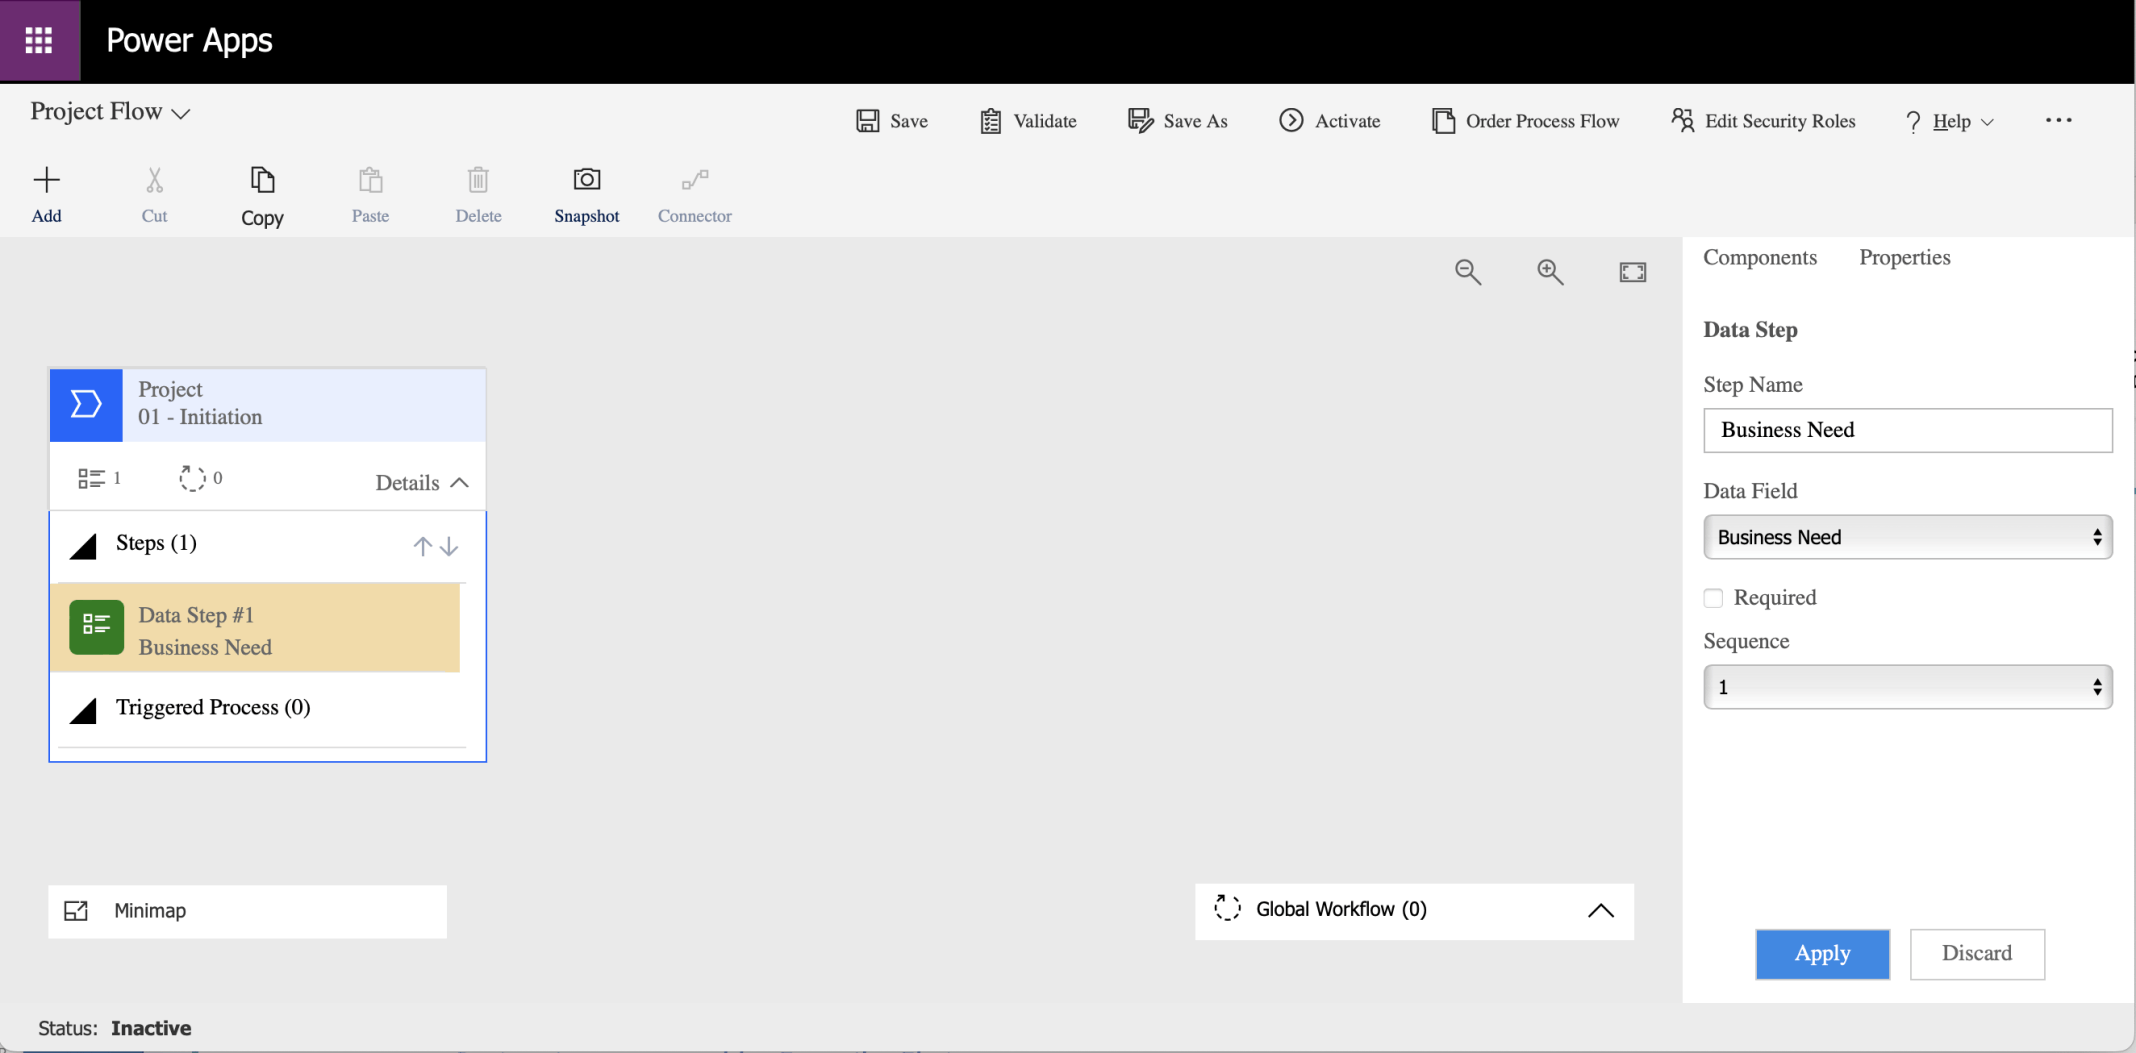 Power Apps
Project Flow
Save
Validate
Save As
Activate
Order Process Flow
Edit Security Roles
? Help
...
Add
Cut
Copy
Paste
Delete
Snapshot
Connector
Components
Properties
Data Step
Step Name
Business Need
Data Field
Business Need
Required
Sequence
1
Project
01 - Initiation
1
0
Details
Steps (1)
Data Step #1
Business Need
Triggered Process (0)
Minimap
Global Workflow (0)
Apply
Discard
Status: Inactive